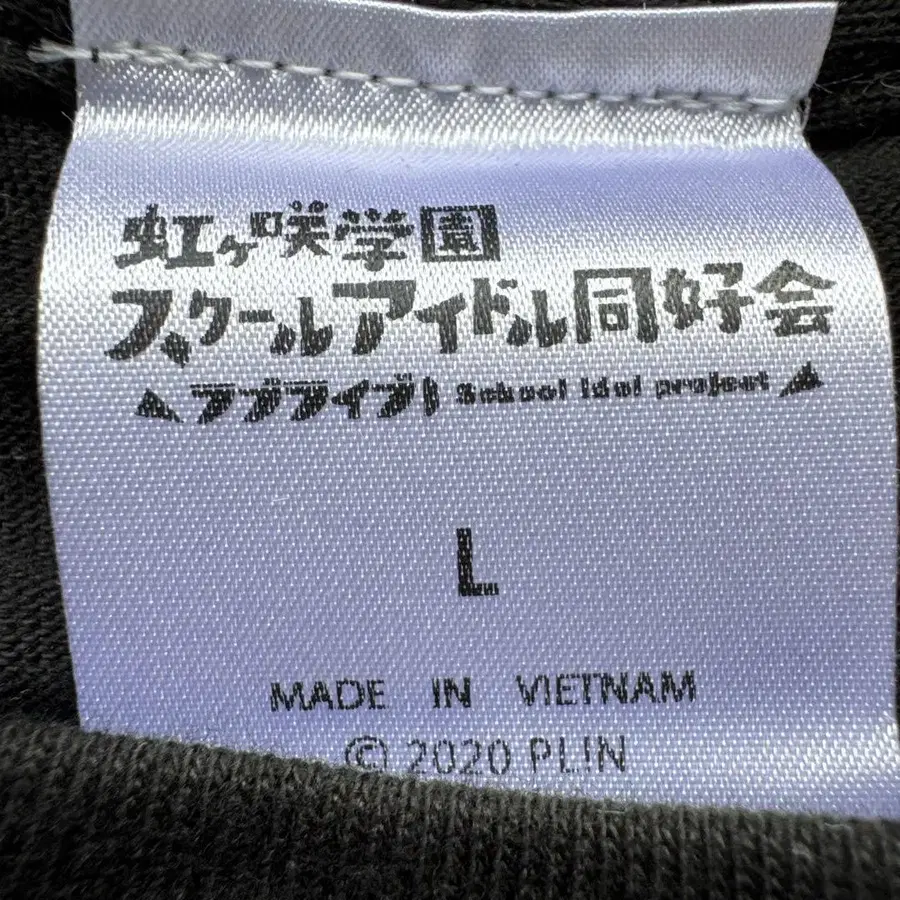 虹ヶ咲学園
スクールアイドル同好会
ラブライブ! School idol project
L
MADE IN VIETNAM
© 2020 PL!N